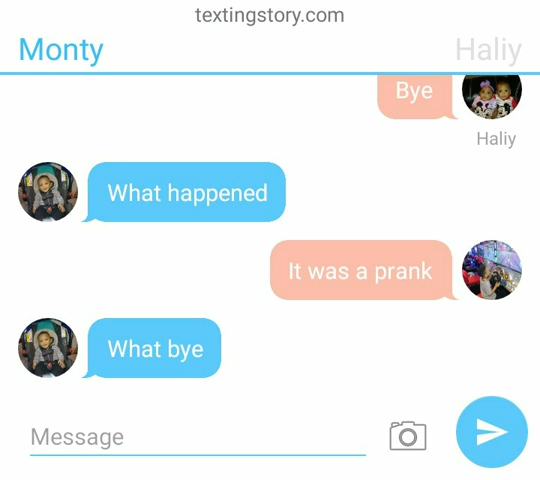 textingstory.com
Monty Haliy
Bye
Haliy
What happened
It was a prank
What bye
Message